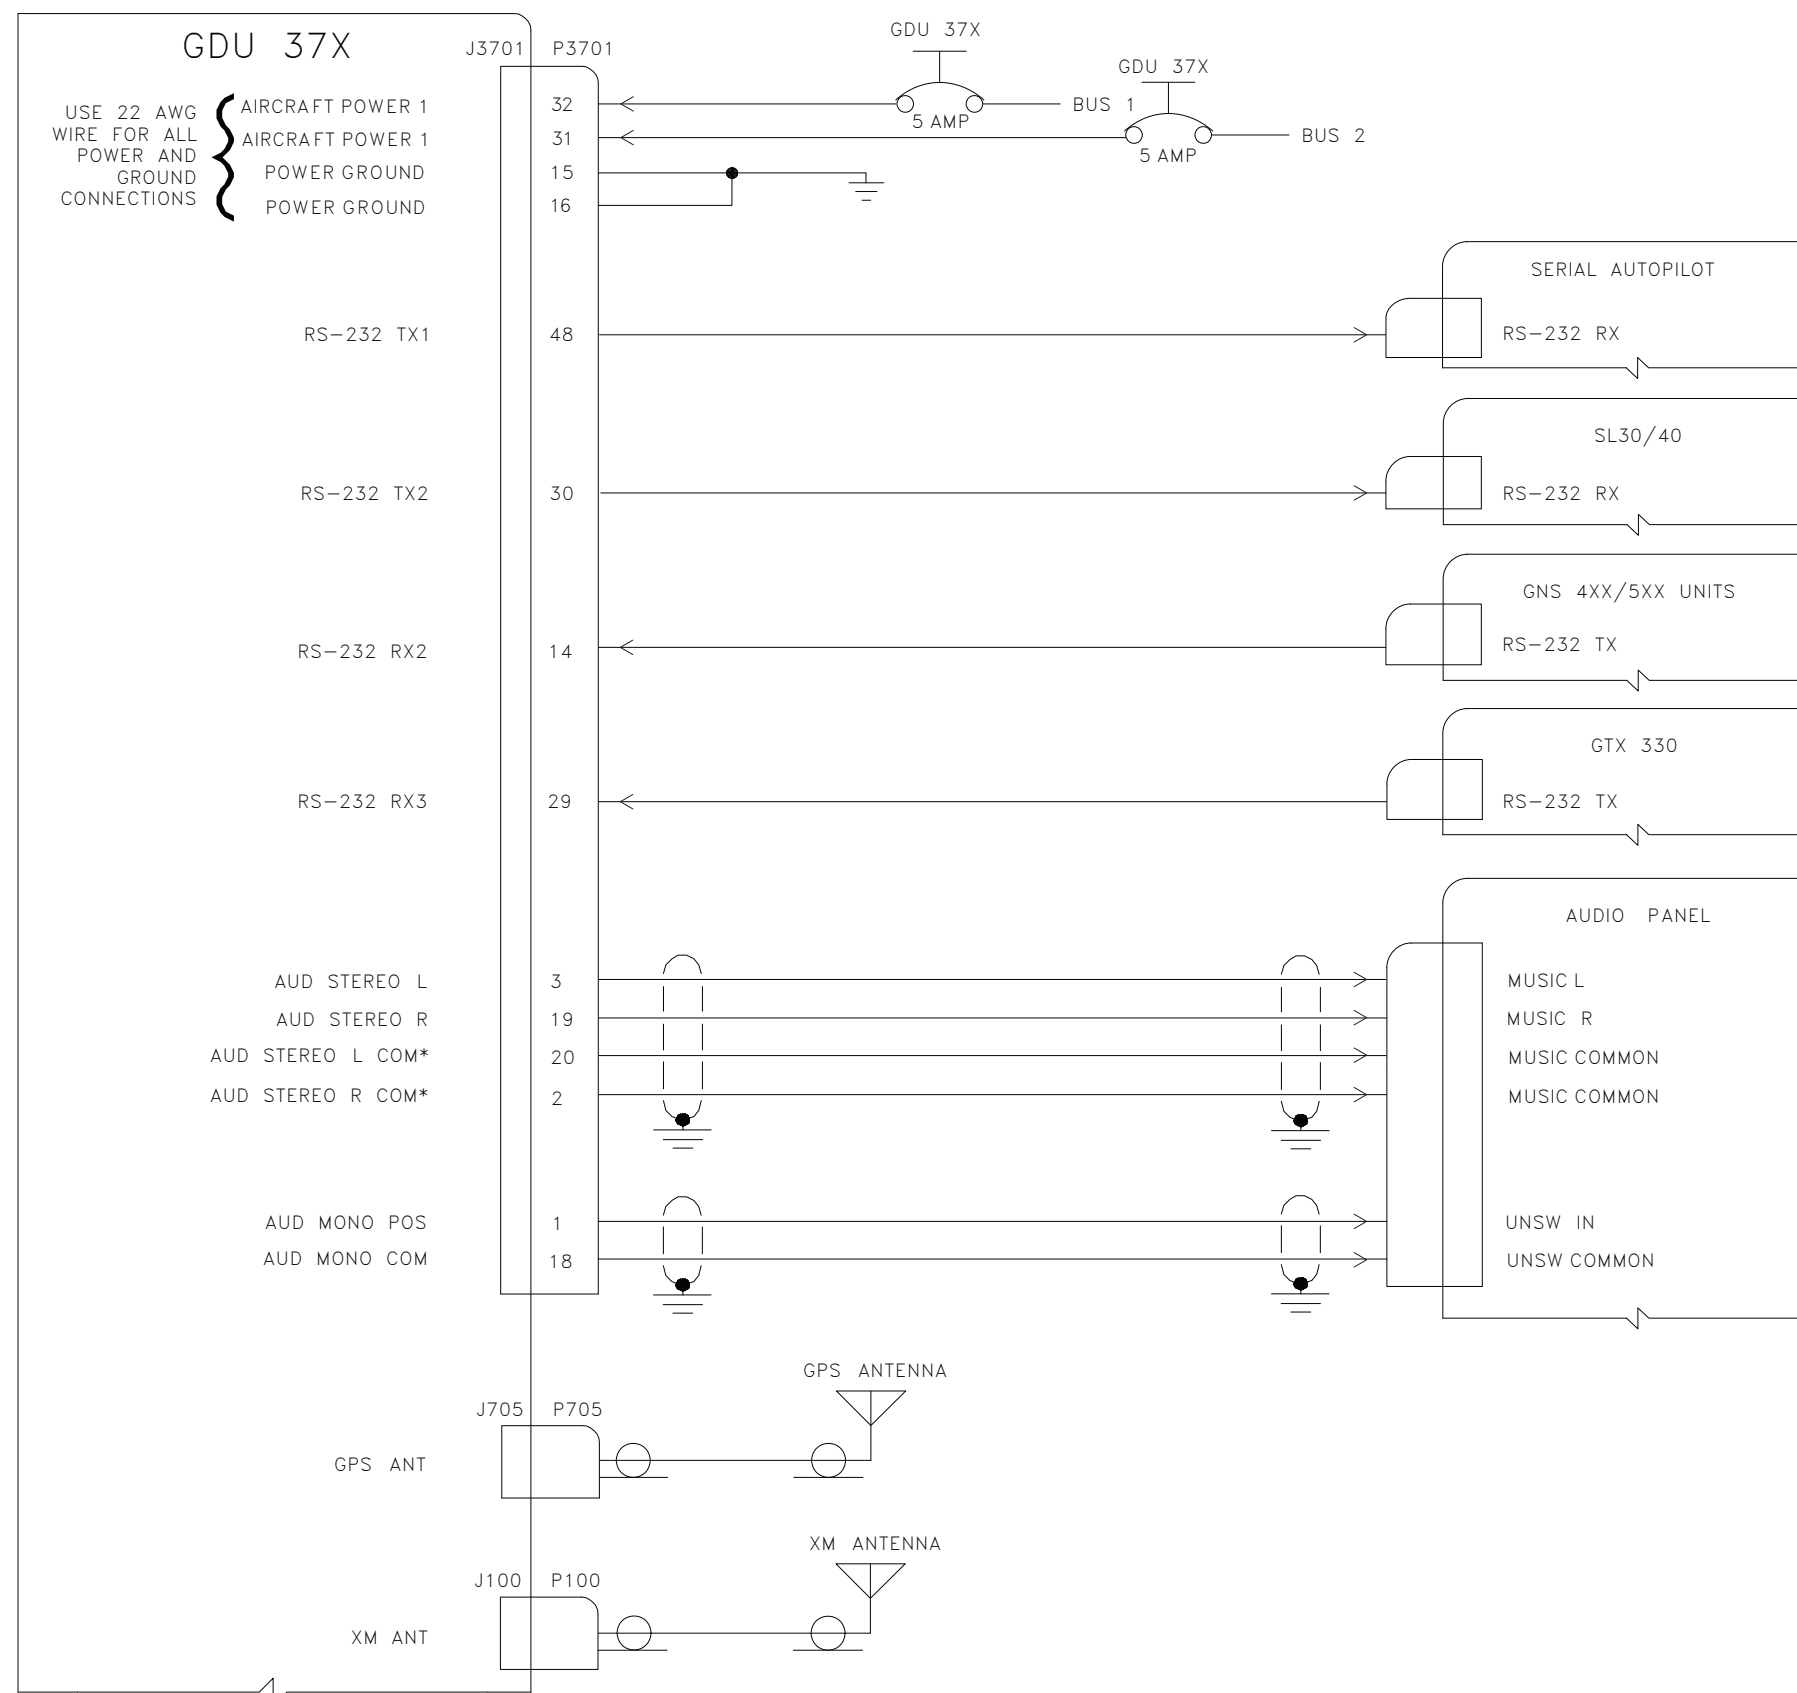 GDU 37X
J3701 P3701
USE 22 AWG
WIRE FOR ALL
POWER AND
GROUND
CONNECTIONS
AIRCRAFT POWER 1
AIRCRAFT POWER 1
POWER GROUND
POWER GROUND
32
31
15
16
GDU 37X
5 AMP
BUS 1
GDU 37X
5 AMP
BUS 2
RS-232 TX1
48
SERIAL AUTOPILOT
RS-232 RX
RS-232 TX2
30
SL30/40
RS-232 RX
RS-232 RX2
14
GNS 4XX/5XX UNITS
RS-232 TX
RS-232 RX3
29
GTX 330
RS-232 TX
AUDIO PANEL
AUD STEREO L
3
MUSIC L
AUD STEREO R
19
MUSIC R
AUD STEREO L COM*
20
MUSIC COMMON
AUD STEREO R COM*
2
MUSIC COMMON
AUD MONO POS
1
UNSW IN
AUD MONO COM
18
UNSW COMMON
GPS ANTENNA
J705 P705
GPS ANT
XM ANTENNA
J100 P100
XM ANT